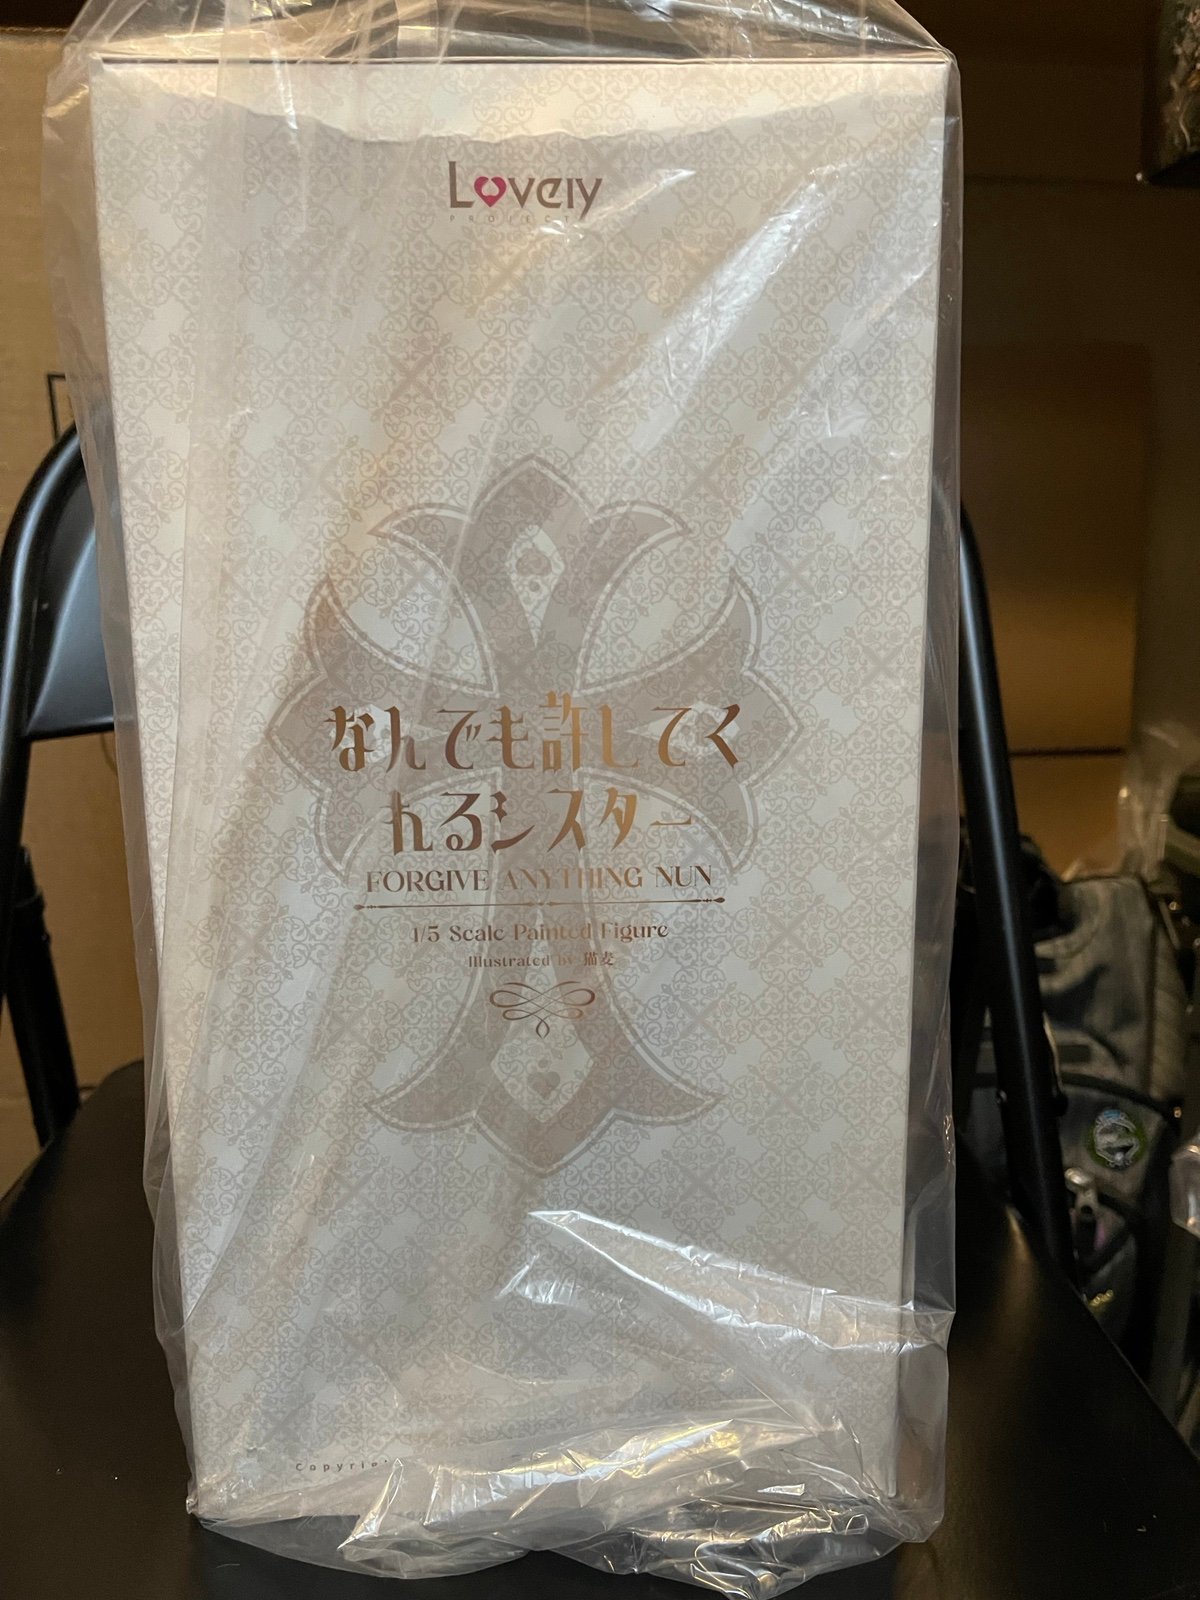 Lovely
PROJECT
なんでも許してく
れるシスター
FORGIVE ANYTHING NUN
1/5 Scale Painted Figure
Illustrated by 猫麦